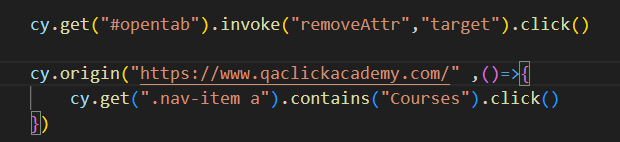 cy.get("#opentab").invoke("removeAttr","target").click()
cy.origin("https://www.qaclickacademy.com/" ,()=>{
cy.get(".nav-item a").contains("Courses").click()
})